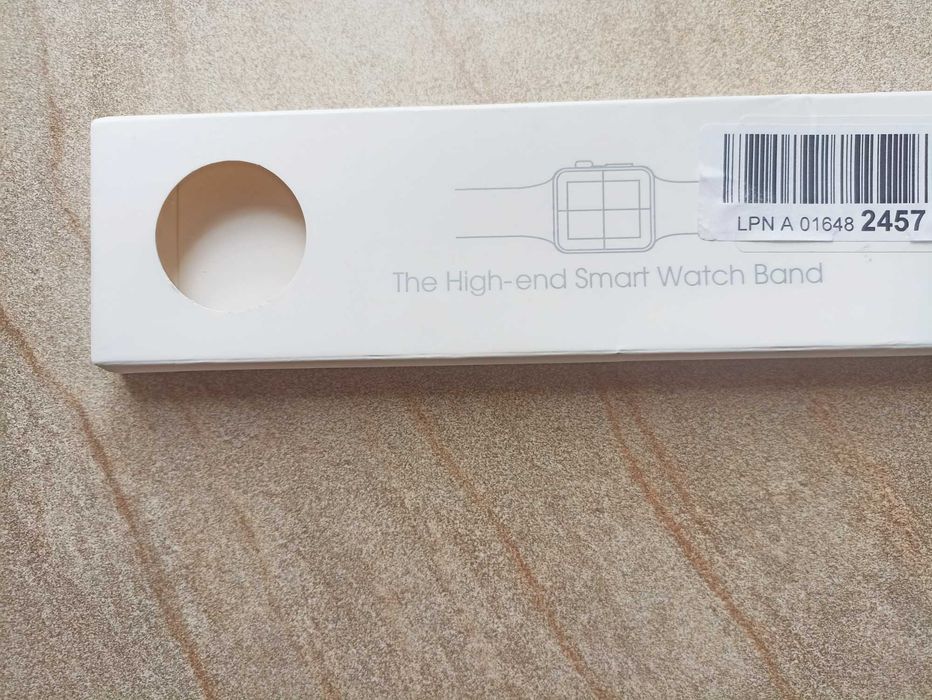 LPN A 01648 2457
The High-end Smart Watch Band